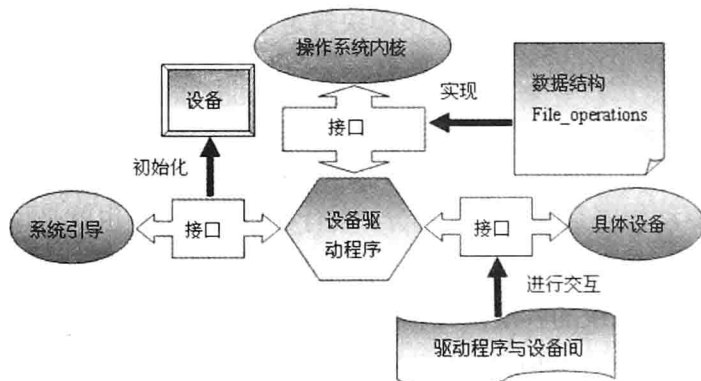 操作系统内核
设备
数据结构
File_operations
实现
接口
初始化
系统引导
接口
设备驱
动程序
接口
具体设备
进行交互
驱动程序与设备间